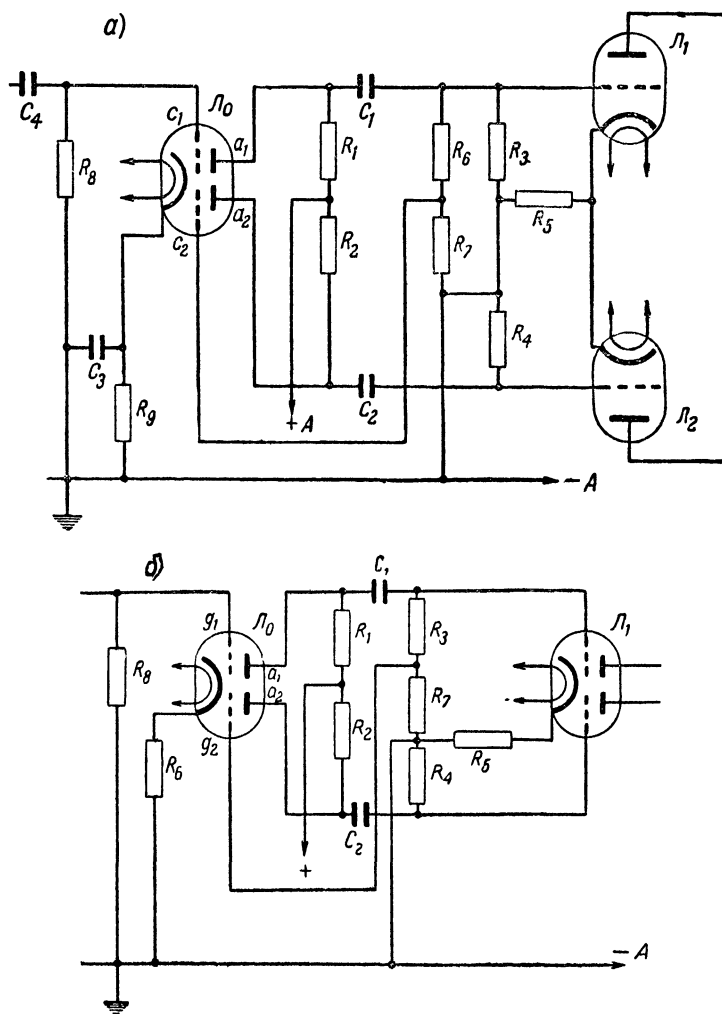 а)
Л₁
C₄
c₁
Л₀
a₁
C₁
R₈
R₁
R₆
R₃
a₂
R₅
c₂
R₂
R₇
C₃
R₄
R₉
+ А
C₂
Л₂
– А
б)
C₁
g₁
Л₀
Л₁
R₁
R₃
R₈
a₁
a₂
R₇
R₂
R₅
g₂
R₆
R₄
C₂
+
– А